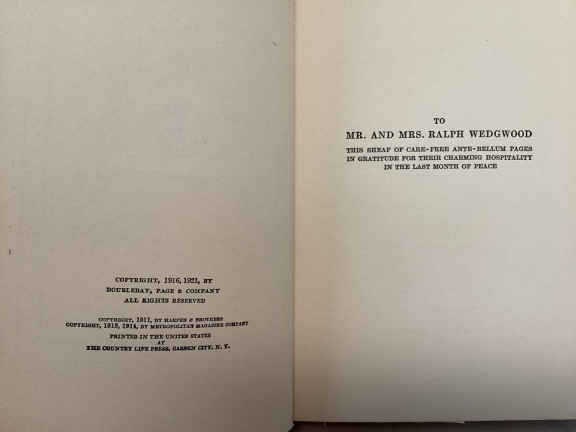 COPYRIGHT, 1916, 1921, BY
DOUBLEDAY, PAGE & COMPANY
ALL RIGHTS RESERVED
COPYRIGHT, 1911, BY HARPER & BROTHERS
COPYRIGHT, 1913, 1914, BY METROPOLITAN MAGAZINE COMPANY
PRINTED IN THE UNITED STATES
AT
THE COUNTRY LIFE PRESS, GARDEN CITY, N. Y.
TO
MR. AND MRS. RALPH WEDGWOOD
THIS SHEAF OF CARE-FREE ANTE-BELLUM PAGES
IN GRATITUDE FOR THEIR CHARMING HOSPITALITY
IN THE LAST MONTH OF PEACE